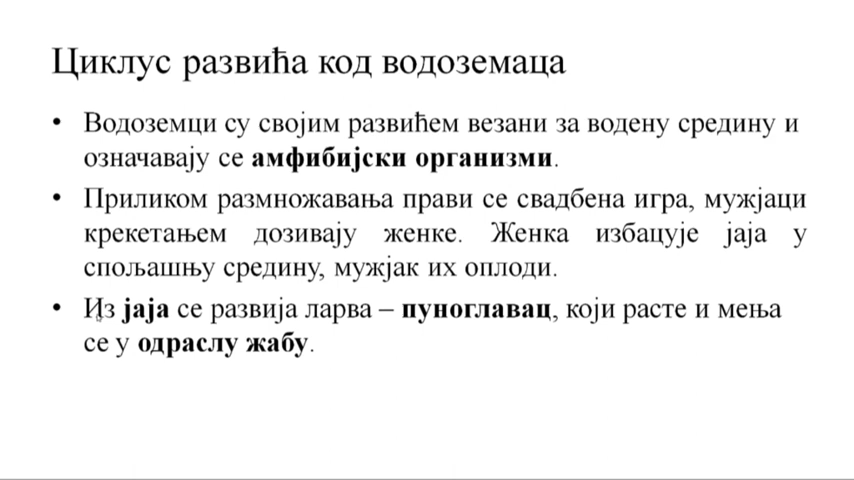 Циклус развића код водоземаца
• Водоземци су својим развићем везани за водену средину и
означавају се амфибијски организми.
• Приликом размножавања прави се свадбена игра, мужјаци
крекетањем дозивају женке. Женка избацује јаја у
спољашњу средину, мужјак их оплоди.
• Из јаја се развија ларва – пуноглавац, који расте и мења
се у одраслу жабу.